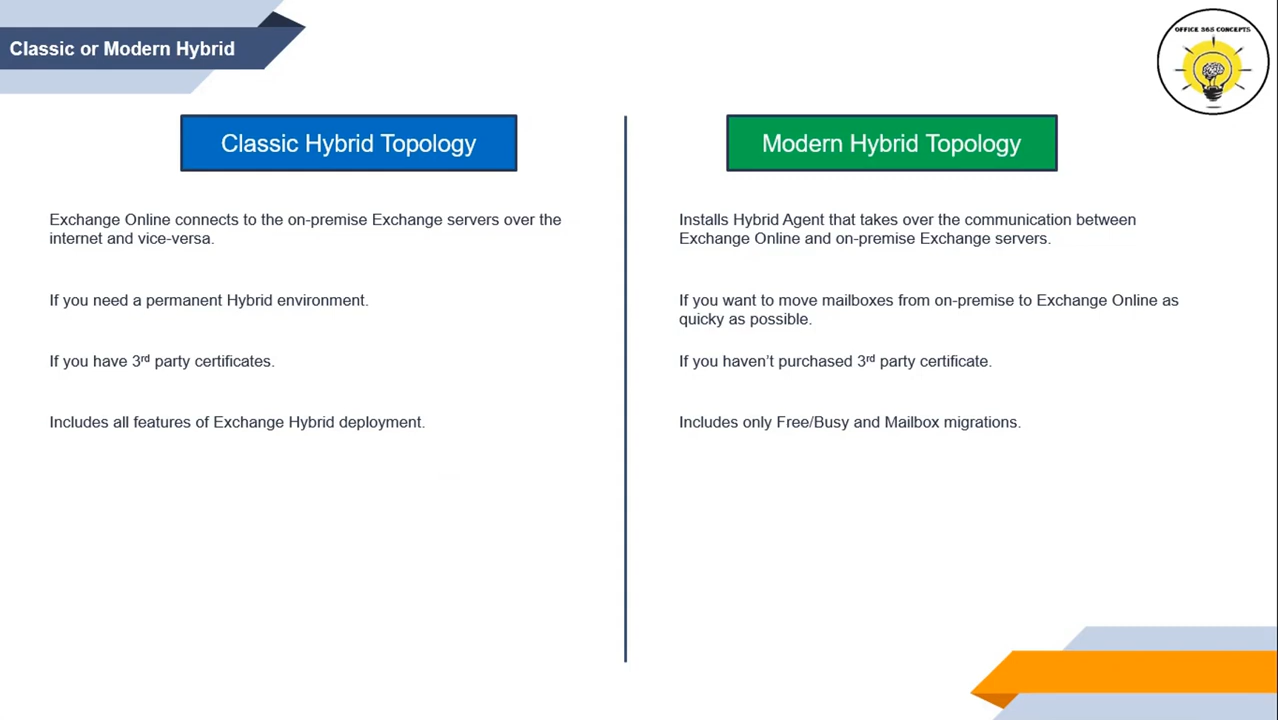 Classic or Modern Hybrid
OFFICE 365 CONCEPTS
Classic Hybrid Topology
Exchange Online connects to the on-premise Exchange servers over the
internet and vice-versa.
If you need a permanent Hybrid environment.
If you have 3rd party certificates.
Includes all features of Exchange Hybrid deployment.
Modern Hybrid Topology
Installs Hybrid Agent that takes over the communication between
Exchange Online and on-premise Exchange servers.
If you want to move mailboxes from on-premise to Exchange Online as
quicky as possible.
If you haven’t purchased 3rd party certificate.
Includes only Free/Busy and Mailbox migrations.